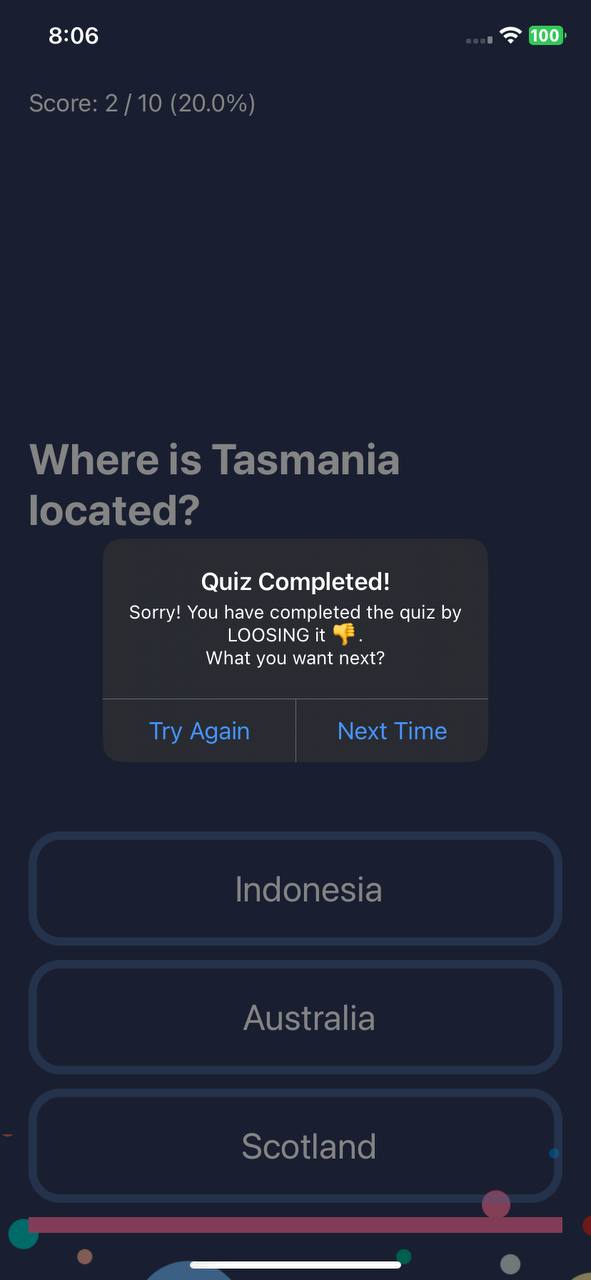 8:06
100
Score: 2 / 10 (20.0%)
Where is Tasmania
located?
Quiz Completed!
Sorry! You have completed the quiz by
LOOSING it 👎.
What you want next?
Try Again
Next Time
Indonesia
Australia
Scotland